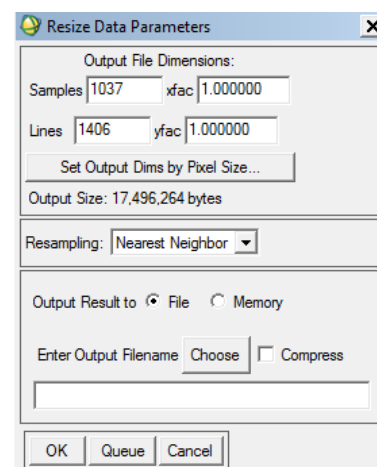 Resize Data Parameters
Output File Dimensions:
Samples 1037 xfac 1.000000
Lines 1406 yfac 1.000000
Set Output Dims by Pixel Size...
Output Size: 17,496,264 bytes
Resampling: Nearest Neighbor
Output Result to File Memory
Enter Output Filename Choose Compress
OK Queue Cancel